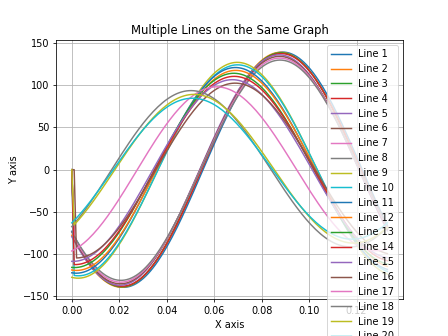 Multiple Lines on the Same Graph
Y axis
150
100
50
0
−50
−100
−150
0.00
0.02
0.04
0.06
0.08
0.10
X axis
Line 1
Line 2
Line 3
Line 4
Line 5
Line 6
Line 7
Line 8
Line 9
Line 10
Line 11
Line 12
Line 13
Line 14
Line 15
Line 16
Line 17
Line 18
Line 19
Line 20